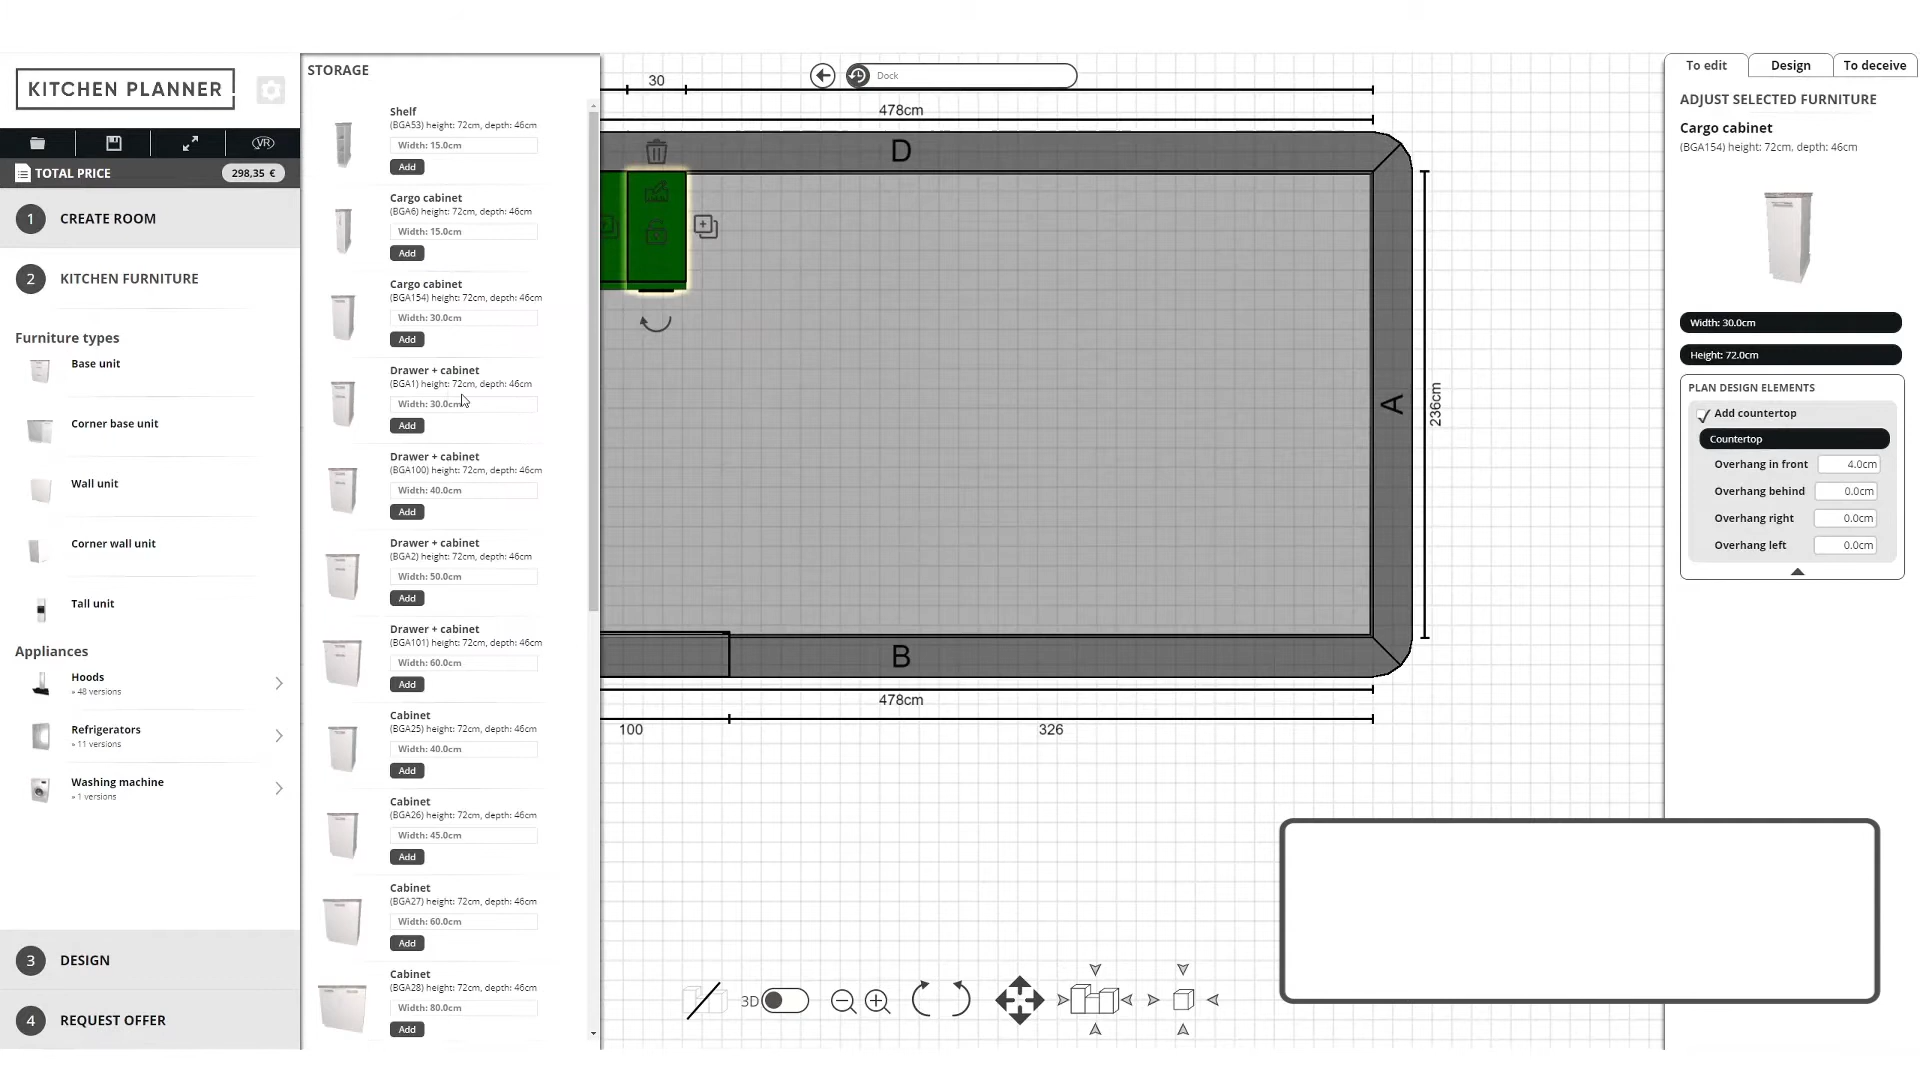 KITCHEN PLANNER
VR
TOTAL PRICE
298,35 €
1 CREATE ROOM
2 KITCHEN FURNITURE
Furniture types
Base unit
Corner base unit
Wall unit
Corner wall unit
Tall unit
Appliances
Hoods
» 48 versions
Refrigerators
» 11 versions
Washing machine
» 1 versions
3 DESIGN
4 REQUEST OFFER
STORAGE
Shelf
(BGA53) height: 72cm, depth: 46cm
Width: 15.0cm
Add
Cargo cabinet
(BGA6) height: 72cm, depth: 46cm
Width: 15.0cm
Add
Cargo cabinet
(BGA154) height: 72cm, depth: 46cm
Width: 30.0cm
Add
Drawer + cabinet
(BGA1) height: 72cm, depth: 46cm
Width: 30.0cm
Add
Drawer + cabinet
(BGA100) height: 72cm, depth: 46cm
Width: 40.0cm
Add
Drawer + cabinet
(BGA2) height: 72cm, depth: 46cm
Width: 50.0cm
Add
Drawer + cabinet
(BGA101) height: 72cm, depth: 46cm
Width: 60.0cm
Add
Cabinet
(BGA25) height: 72cm, depth: 46cm
Width: 40.0cm
Add
Cabinet
(BGA26) height: 72cm, depth: 46cm
Width: 45.0cm
Add
Cabinet
(BGA27) height: 72cm, depth: 46cm
Width: 60.0cm
Add
Cabinet
(BGA28) height: 72cm, depth: 46cm
Width: 80.0cm
Add
Dock
30
478cm
D
A
236cm
B
478cm
100
326
3D
To edit
Design
To deceive
ADJUST SELECTED FURNITURE
Cargo cabinet
(BGA154) height: 72cm, depth: 46cm
Width: 30.0cm
Height: 72.0cm
PLAN DESIGN ELEMENTS
Add countertop
Countertop
Overhang in front 4.0cm
Overhang behind 0.0cm
Overhang right 0.0cm
Overhang left 0.0cm